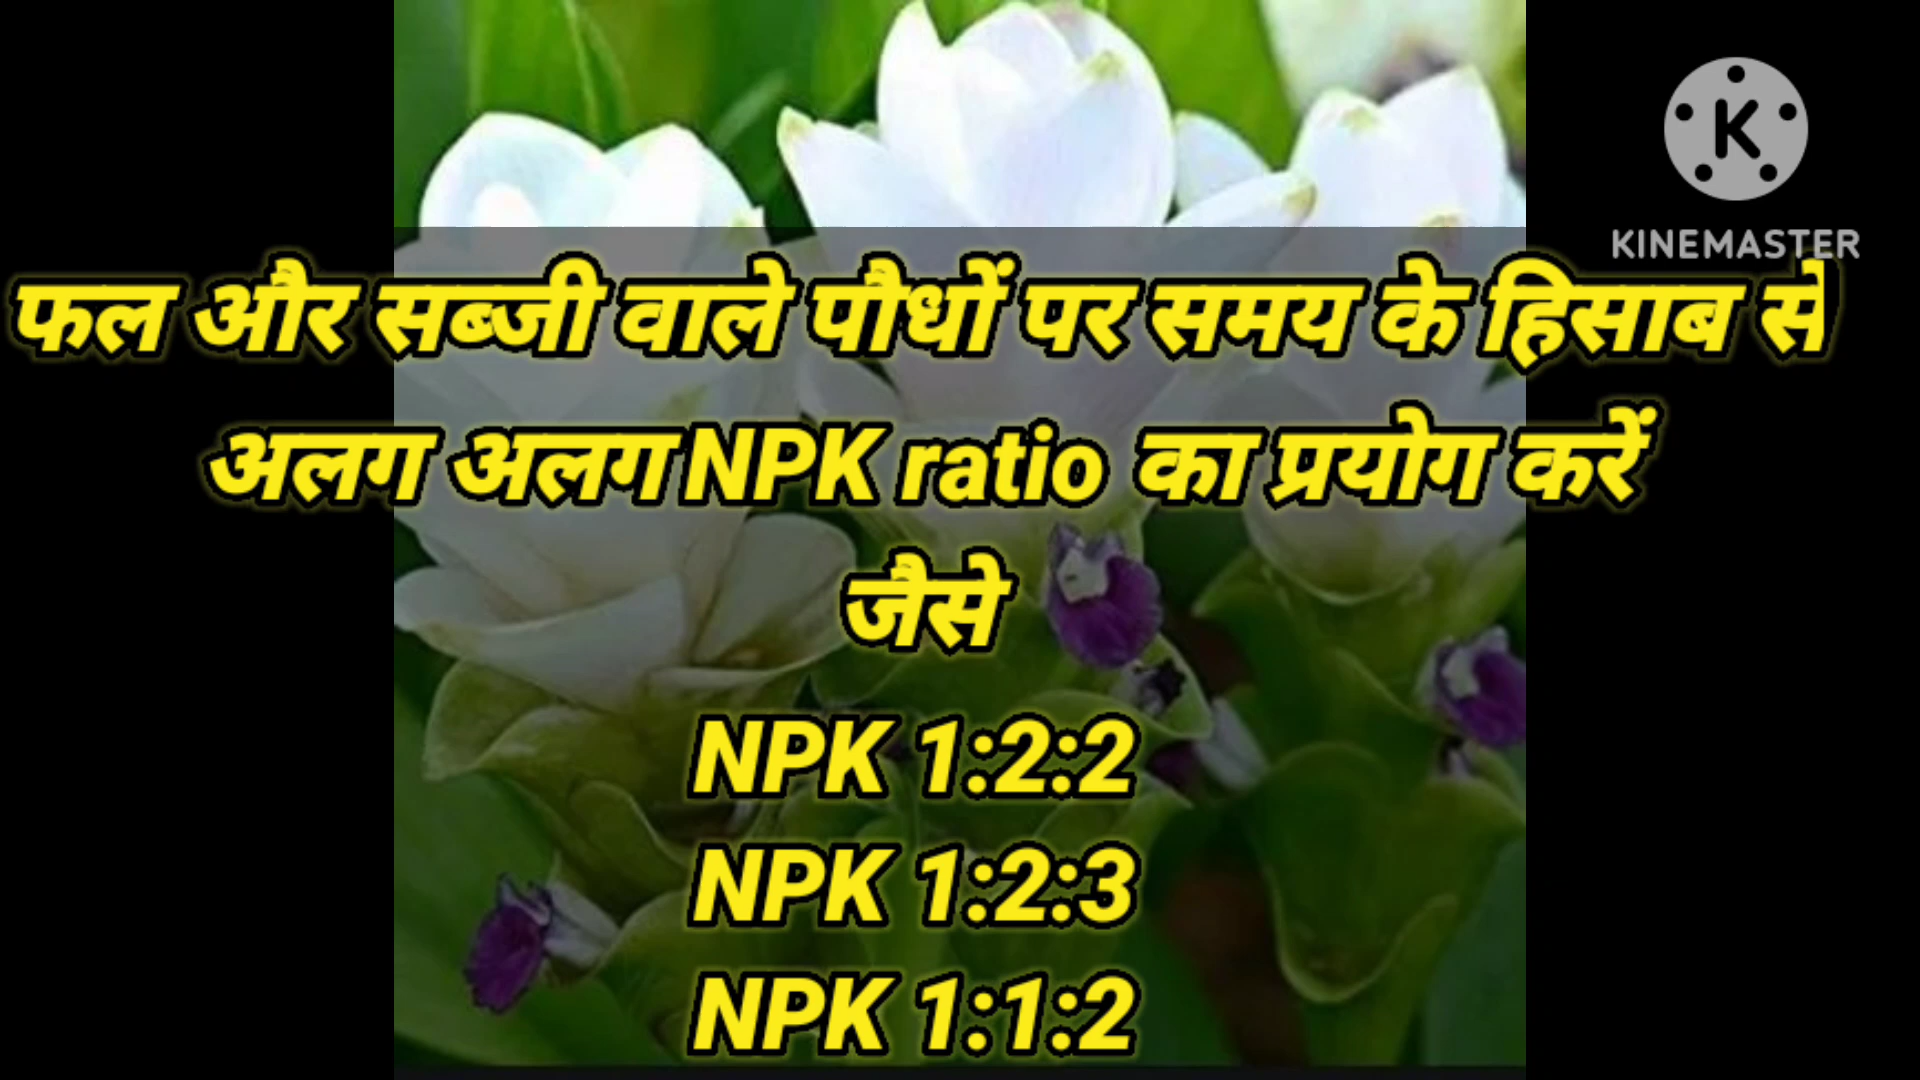 KINEMASTER
फल और सब्जी वाले पौधों पर समय के हिसाब से
अलग अलग NPK ratio का प्रयोग करें
जैसे
NPK 1:2:2
NPK 1:2:3
NPK 1:1:2